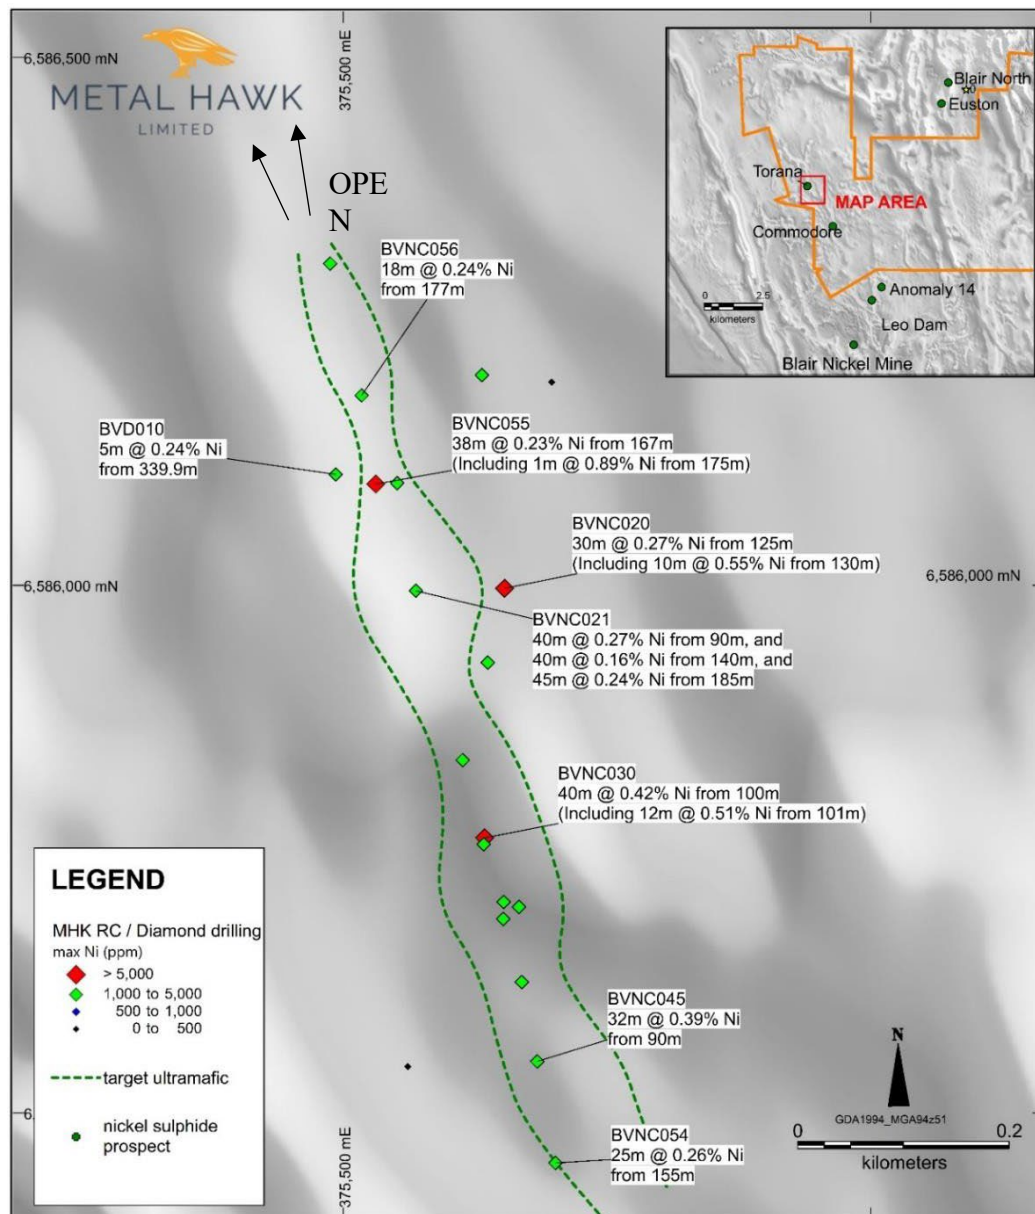 6,586,500 mN
375,500 mE
METAL HAWK
LIMITED
OPE
N
Blair North
Euston
Torana
MAP AREA
Commodore
0 2.5
kilometers
Anomaly 14
Leo Dam
Blair Nickel Mine
BVNC056
18m @ 0.24% Ni
from 177m
BVD010
5m @ 0.24% Ni
from 339.9m
BVNC055
38m @ 0.23% Ni from 167m
(Including 1m @ 0.89% Ni from 175m)
BVNC020
30m @ 0.27% Ni from 125m
(Including 10m @ 0.55% Ni from 130m)
6,586,000 mN
6,586,000 mN
BVNC021
40m @ 0.27% Ni from 90m, and
40m @ 0.16% Ni from 140m, and
45m @ 0.24% Ni from 185m
BVNC030
40m @ 0.42% Ni from 100m
(Including 12m @ 0.51% Ni from 101m)
LEGEND
MHK RC / Diamond drilling
max Ni (ppm)
> 5,000
1,000 to 5,000
500 to 1,000
0 to 500
target ultramafic
nickel sulphide
prospect
BVNC045
32m @ 0.39% Ni
from 90m
BVNC054
25m @ 0.26% Ni
from 155m
375,500 mE
N
GDA1994_MGA94z51
0 0.2
kilometers